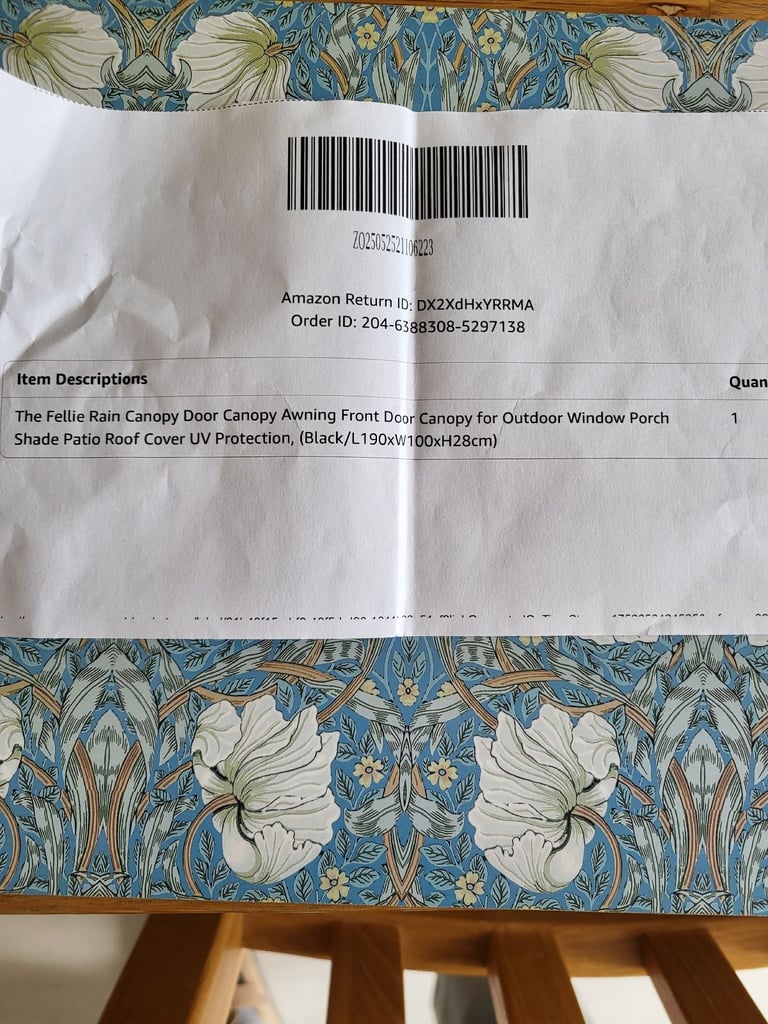 ZO25052521106223
Amazon Return ID: DX2XdHxYRRMA
Order ID: 204-6388308-5297138
Item Descriptions
Quan
The Fellie Rain Canopy Door Canopy Awning Front Door Canopy for Outdoor Window Porch
1
Shade Patio Roof Cover UV Protection, (Black/L190xW100xH28cm)